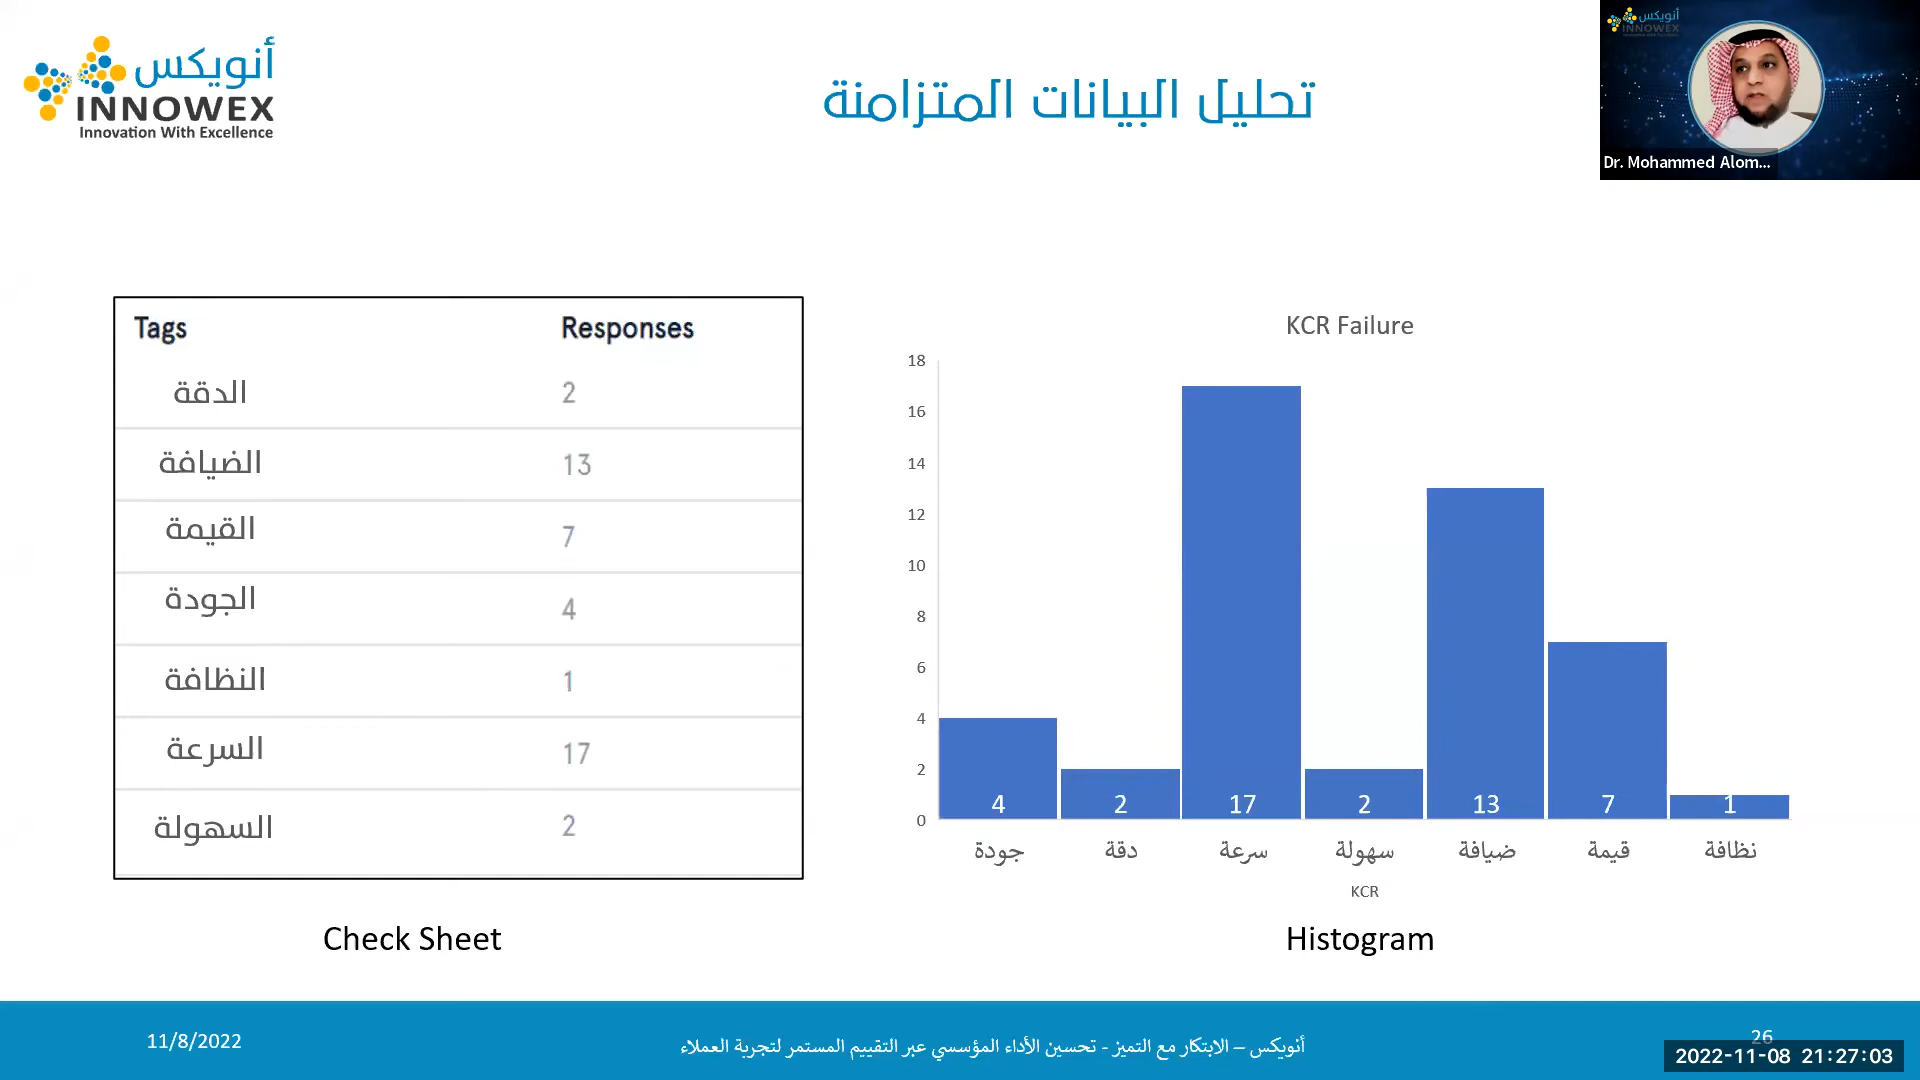 أنويكس
INNOWEX
Innovation With Excellence
تحليل البيانات المتزامنة
أنويكس
INNOWEX
Dr. Mohammed Alom...
Tags Responses
الدقة 2
الضيافة 13
القيمة 7
الجودة 4
النظافة 1
السرعة 17
السهولة 2
Check Sheet
KCR Failure
18
16
14
12
10
8
6
4
2
0
4 2 17 2 13 7 1
جودة دقة سرعة سهولة ضيافة قيمة نظافة
KCR
Histogram
11/8/2022
أنويكس – الابتكار مع التميز - تحسين الأداء المؤسسي عبر التقييم المستمر لتجربة العملاء
26
2022-11-08 21:27:03